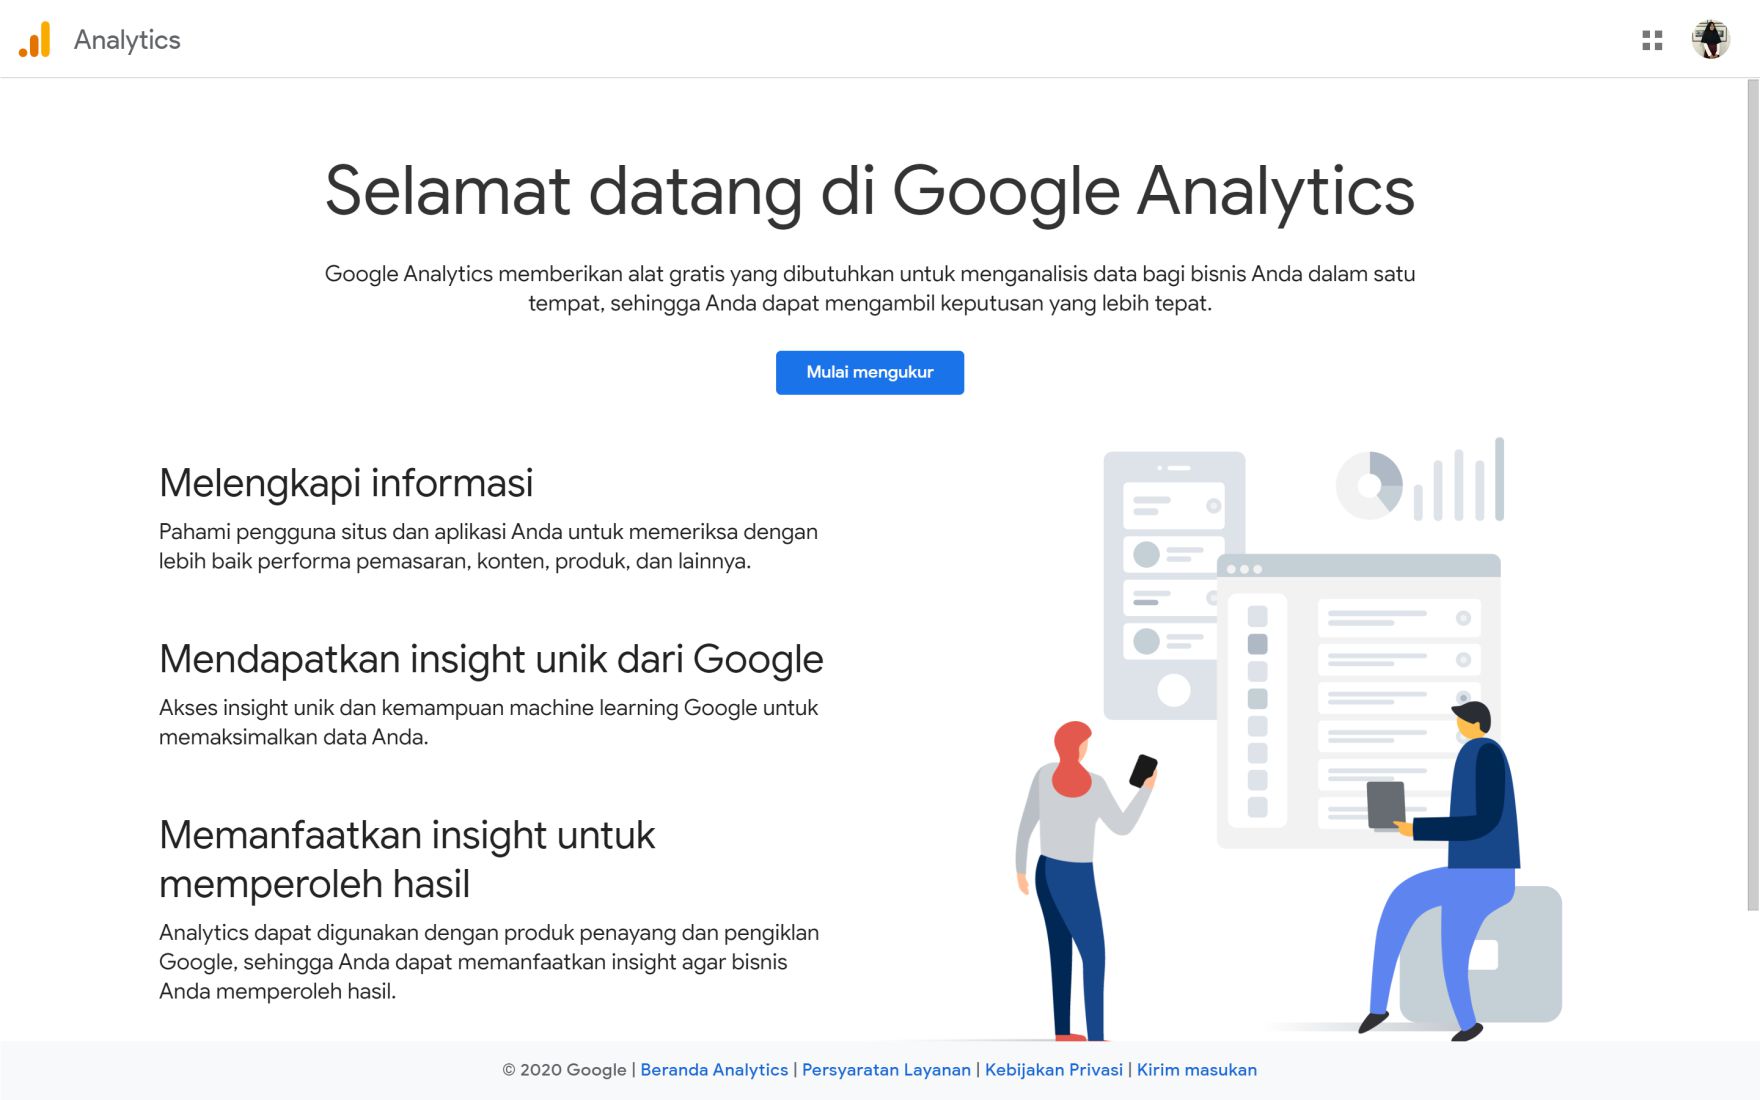 Analytics
Selamat datang di Google Analytics
Google Analytics memberikan alat gratis yang dibutuhkan untuk menganalisis data bagi bisnis Anda dalam satu
tempat, sehingga Anda dapat mengambil keputusan yang lebih tepat.
Mulai mengukur
Melengkapi informasi
Pahami pengguna situs dan aplikasi Anda untuk memeriksa dengan
lebih baik performa pemasaran, konten, produk, dan lainnya.
Mendapatkan insight unik dari Google
Akses insight unik dan kemampuan machine learning Google untuk
memaksimalkan data Anda.
Memanfaatkan insight untuk
memperoleh hasil
Analytics dapat digunakan dengan produk penayang dan pengiklan
Google, sehingga Anda dapat memanfaatkan insight agar bisnis
Anda memperoleh hasil.
© 2020 Google | Beranda Analytics | Persyaratan Layanan | Kebijakan Privasi | Kirim masukan